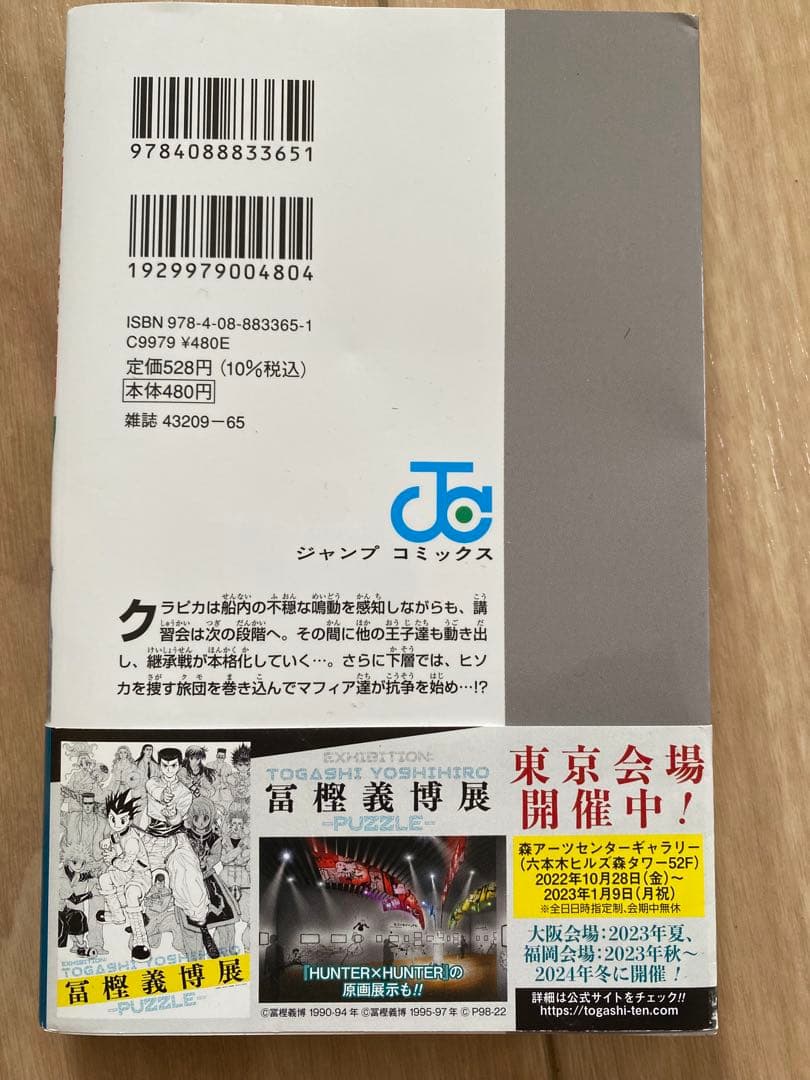 9784088833651
1929979004804
ISBN 978-4-08-883365-1
C9979 ¥480E
定価528円(10%税込)
本体480円
雑誌 43209-65
ジャンプ コミックス
クラピカは船内の不穏な鳴動を感知しながらも、講
習会は次の段階へ。その間に他の王子達も動き出
し、継承戦が本格化していく…。さらに下層では、ヒソ
カを捜す旅団を巻き込んでマフィア達が抗争を始め…!?
EXHIBITION:
TOGASHI YOSHIHIRO
冨樫義博展
-PUZZLE-
EXHIBITION:
TOGASHI YOSHIHIRO
冨樫義博展
-PUZZLE-
『HUNTER×HUNTER』の
原画展示も!!
東京会場
開催中!
森アーツセンターギャラリー
(六本木ヒルズ森タワー52F)
2022年10月28日(金)~
2023年1月9日(月祝)
※全日日時指定制、会期中無休
大阪会場:2023年夏、
福岡会場:2023年秋~
2024年冬に開催!
詳細は公式サイトをチェック!!
https://togashi-ten.com/
©冨樫義博 1990-94年 ©冨樫義博 1995-97年 © P98-22